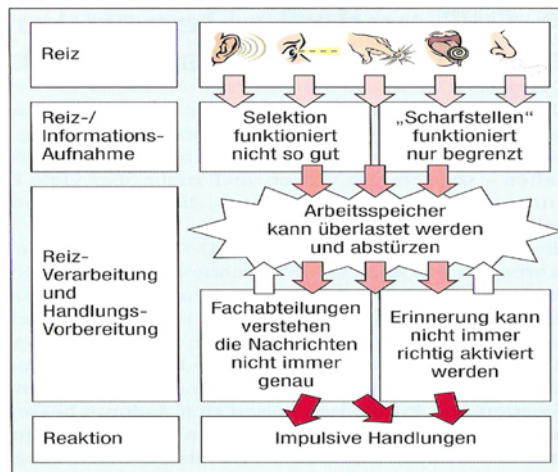 Reiz
Reiz-/
Informations-
Aufnahme
Selektion
funktioniert
nicht so gut
„Scharfstellen"
funktioniert
nur begrenzt
Reiz-
Verarbeitung
und
Handlungs-
Vorbereitung
Arbeitsspeicher
kann überlastet werden
und abstürzen
Fachabteilungen
verstehen
die Nachrichten
nicht immer
genau
Erinnerung kann
nicht immer
richtig aktiviert
werden
Reaktion
Impulsive Handlungen